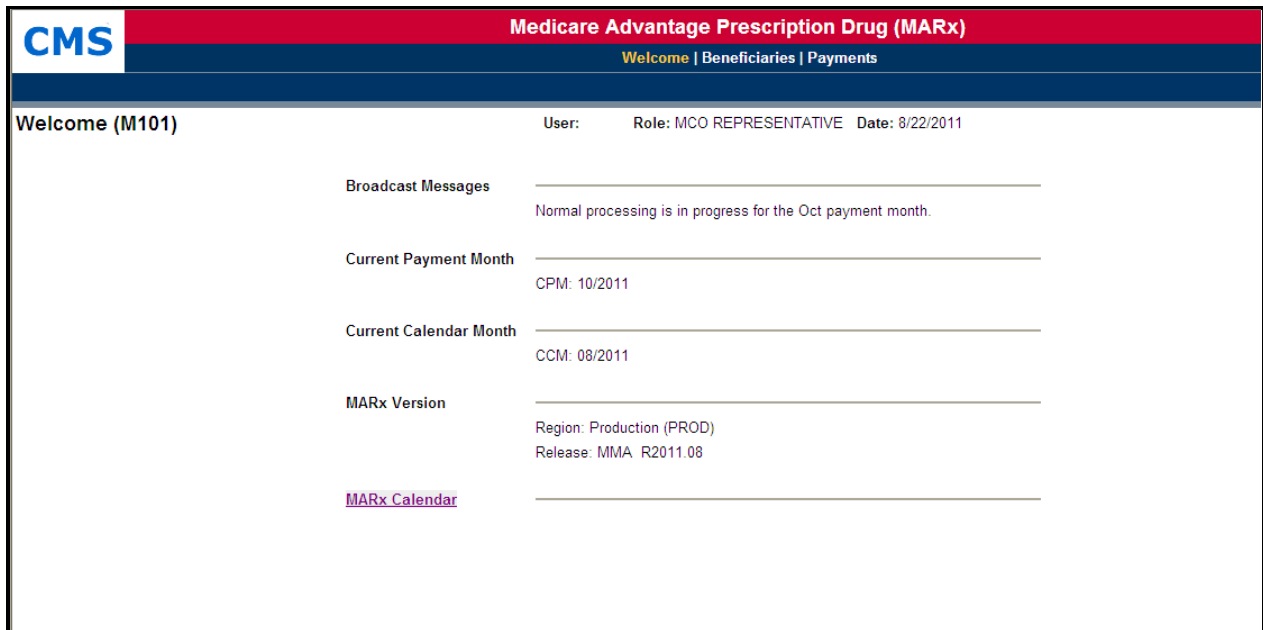 CMS
Medicare Advantage Prescription Drug (MARx)
Welcome | Beneficiaries | Payments
Welcome (M101)
User: Role: MCO REPRESENTATIVE Date: 8/22/2011
Broadcast Messages
Normal processing is in progress for the Oct payment month.
Current Payment Month
CPM: 10/2011
Current Calendar Month
CCM: 08/2011
MARx Version
Region: Production (PROD)
Release: MMA R2011.08
MARx Calendar